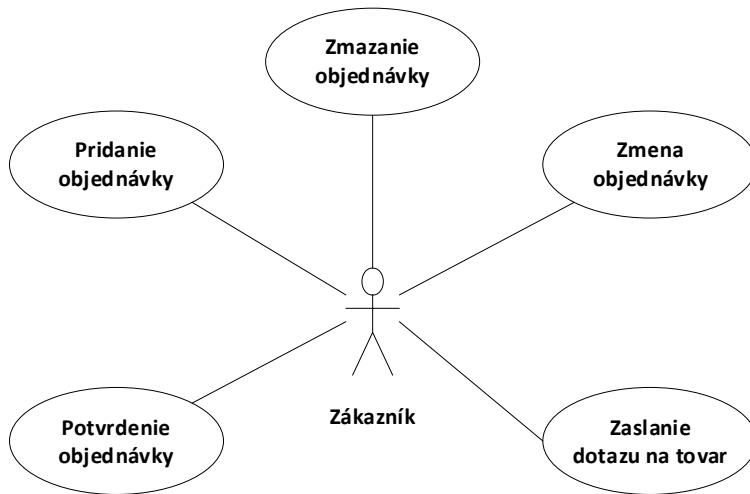 Zmazanie
objednávky
Pridanie
objednávky
Zmena
objednávky
Zákazník
Potvrdenie
objednávky
Zaslanie
dotazu na tovar